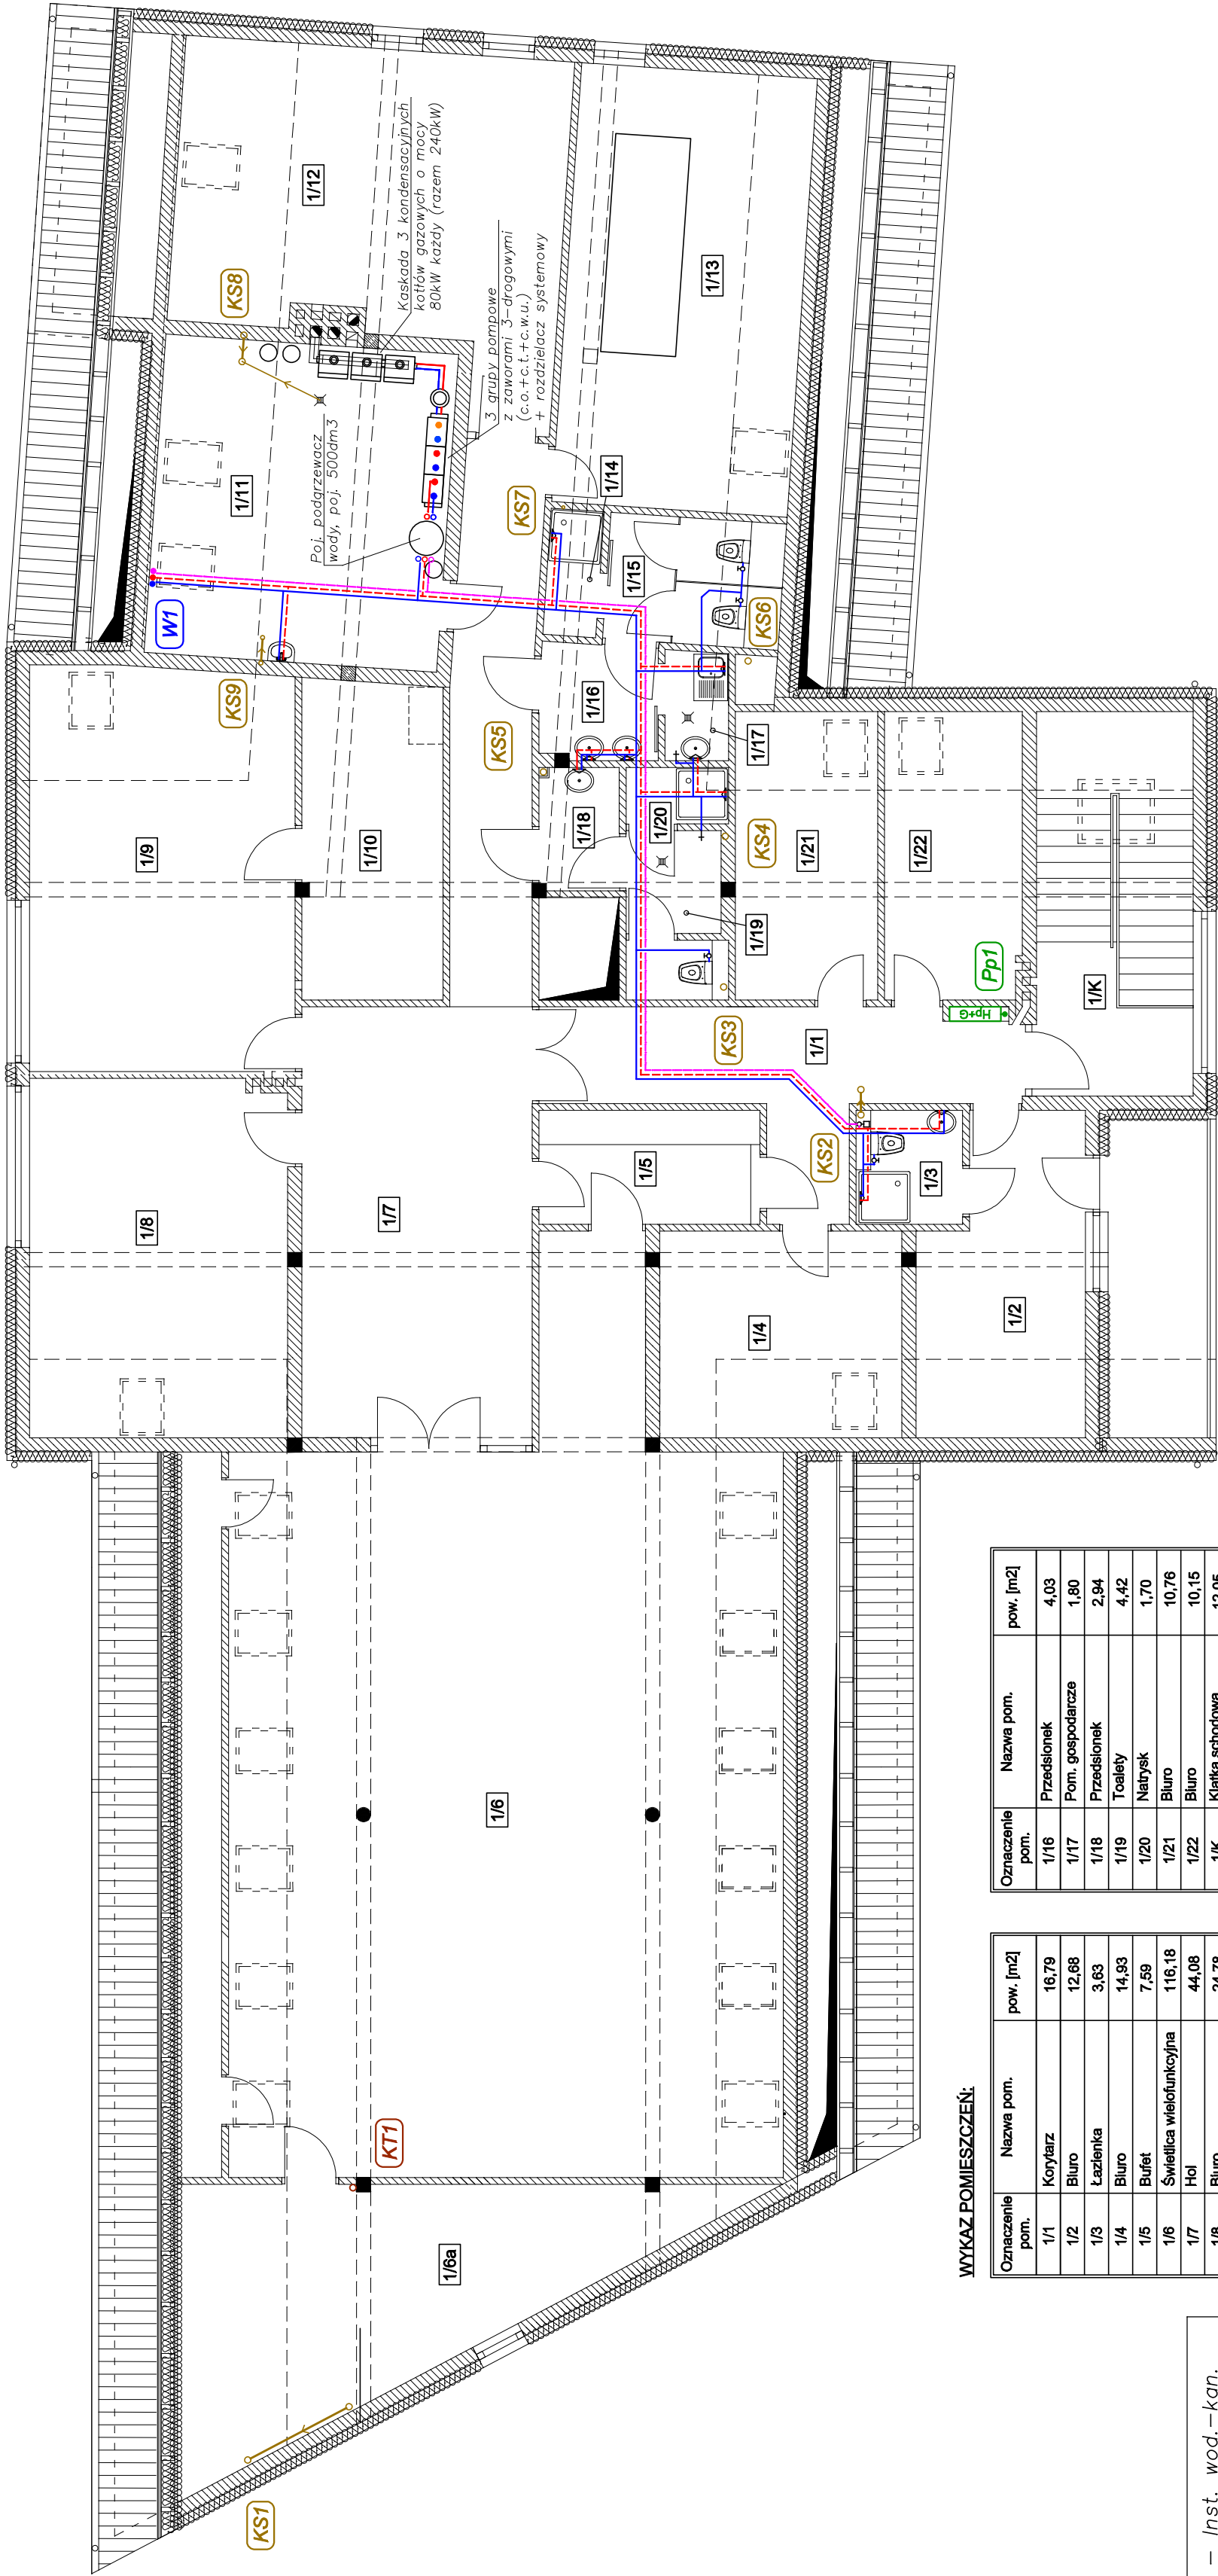 KS1
KT1
1/6a
1/6
1/8
1/7
1/5
1/4
1/3
1/2
KS2
KS3
1/1
1/K
Pp1
Hp+G
1/9
1/10
1/18
1/20
1/19
1/21
1/22
KS4
KS5
1/16
1/17
KS6
KS7
1/15
1/14
1/13
KS9
W1
1/11
KS8
1/12
Poj. podgrzewacz
wody, poj. 500dm3
Kaskada 3 kondensacyjnych
kotłów gazowych o mocy
80kW każdy (razem 240kW)
3 grupy pompowe
z zaworami 3-drogowymi
(c.o.+c.t.+c.w.u.)
+ rozdzielacz systemowy
WYKAZ POMIESZCZEŃ:
Oznaczenie pom. Nazwa pom. pow. [m2]
1/1 Korytarz 16,79
1/2 Biuro 12,68
1/3 Łazienka 3,63
1/4 Biuro 14,93
1/5 Bufet 7,59
1/6 Świetlica wielofunkcyjna 116,18
1/7 Hol 44,08
1/8 Biuro 24,78
Oznaczenie pom. Nazwa pom. pow. [m2]
1/16 Przedsionek 4,03
1/17 Pom. gospodarcze 1,80
1/18 Przedsionek 2,94
1/19 Toalety 4,42
1/20 Natrysk 1,70
1/21 Biuro 10,76
1/22 Biuro 10,15
1/K Klatka schodowa
- Inst. wod.-kan.